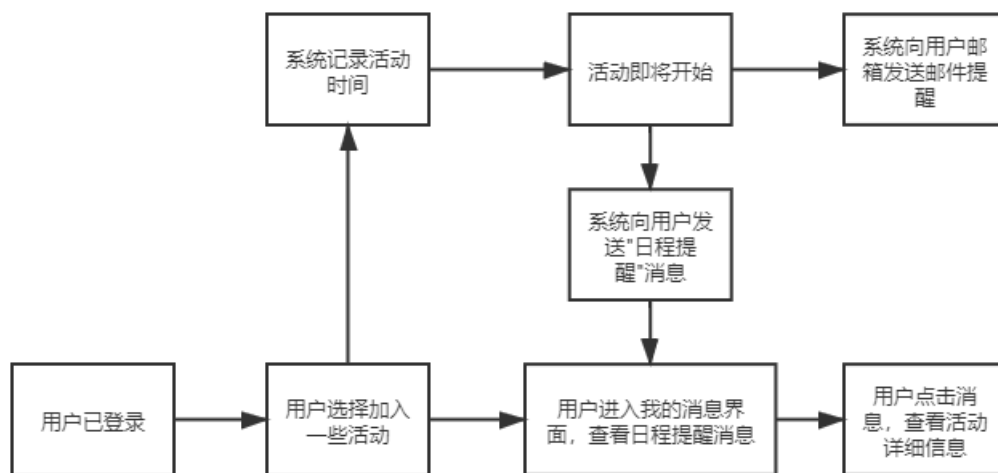 系统记录活动
时间
活动即将开始
系统向用户邮
箱发送邮件提
醒
系统向用户发
送"日程提
醒"消息
用户已登录
用户选择加入
一些活动
用户进入我的消息界
面，查看日程提醒消息
用户点击消
息，查看活动
详细信息